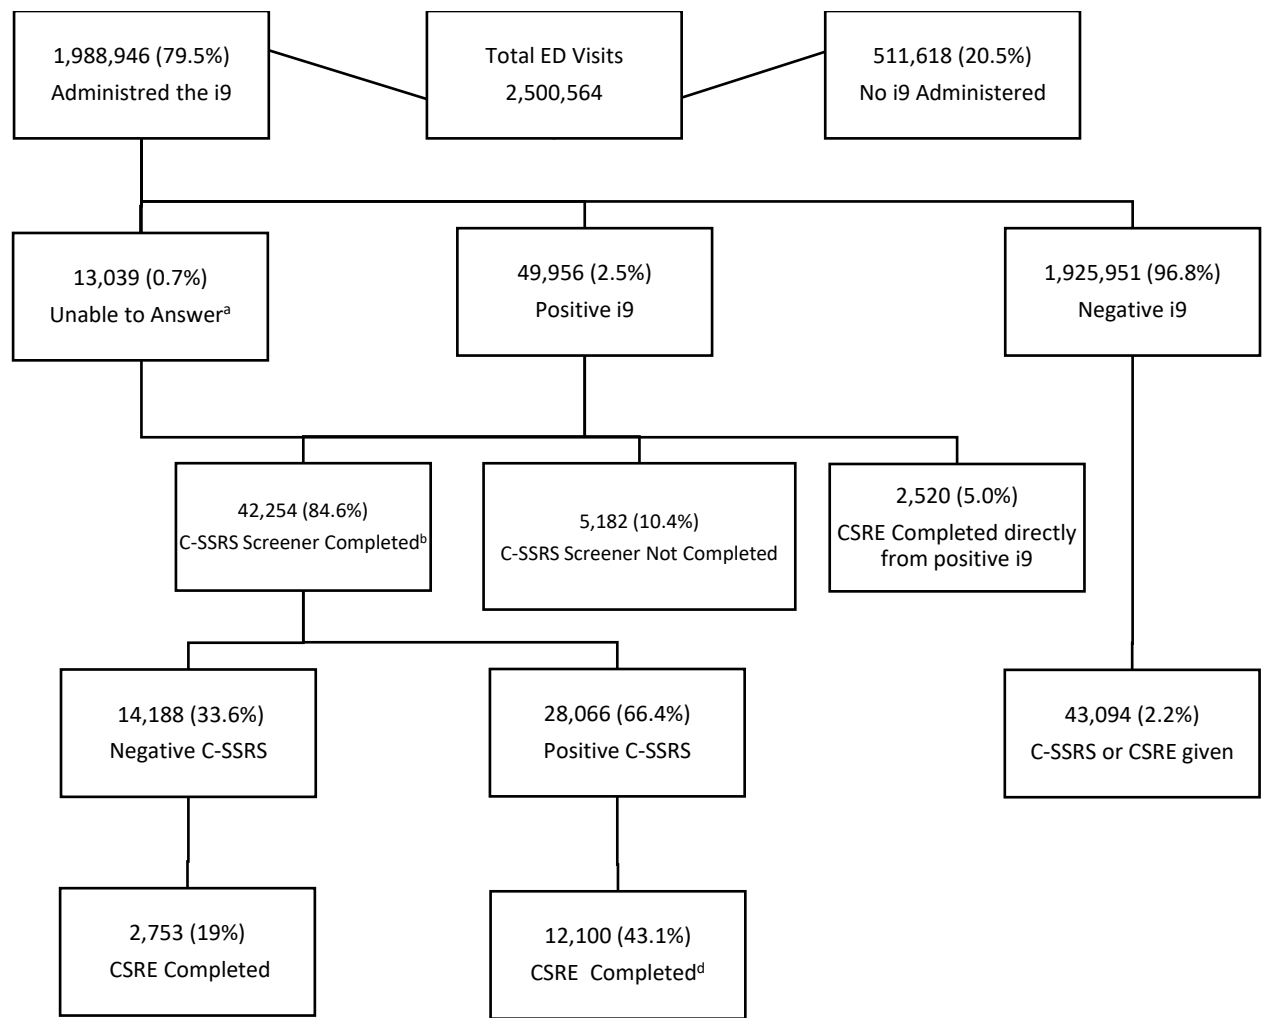 1,988,946 (79.5%)
Administred the i9
Total ED Visits
2,500,564
511,618 (20.5%)
No i9 Administered
13,039 (0.7%)
Unable to Answerᵃ
49,956 (2.5%)
Positive i9
1,925,951 (96.8%)
Negative i9
42,254 (84.6%)
C-SSRS Screener Completedᵇ
5,182 (10.4%)
C-SSRS Screener Not Completed
2,520 (5.0%)
CSRE Completed directly
from positive i9
14,188 (33.6%)
Negative C-SSRS
28,066 (66.4%)
Positive C-SSRS
43,094 (2.2%)
C-SSRS or CSRE given
2,753 (19%)
CSRE Completed
12,100 (43.1%)
CSRE Completedᵈ